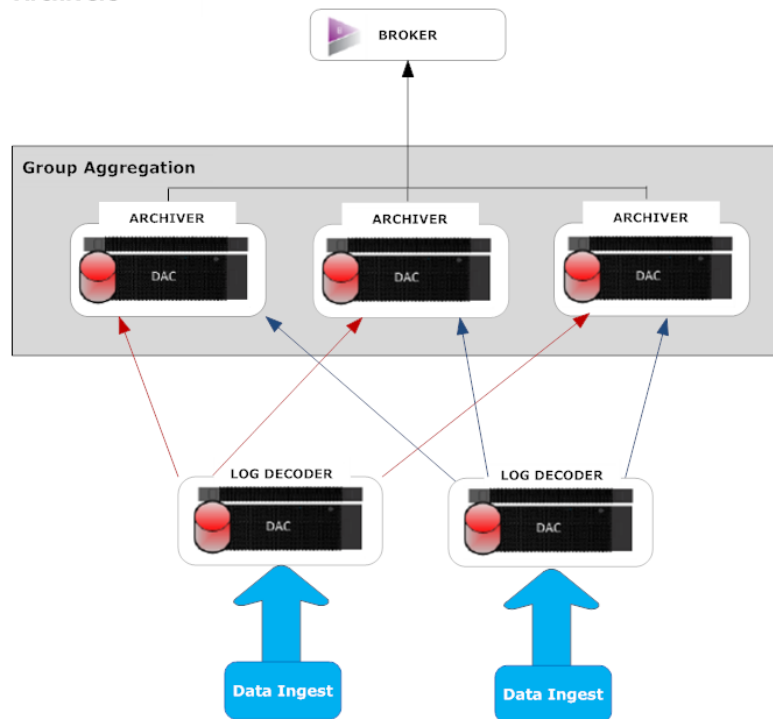 BROKER
Group Aggregation
ARCHIVER
ARCHIVER
ARCHIVER
DAC
DAC
DAC
LOG DECODER
LOG DECODER
DAC
DAC
Data Ingest
Data Ingest